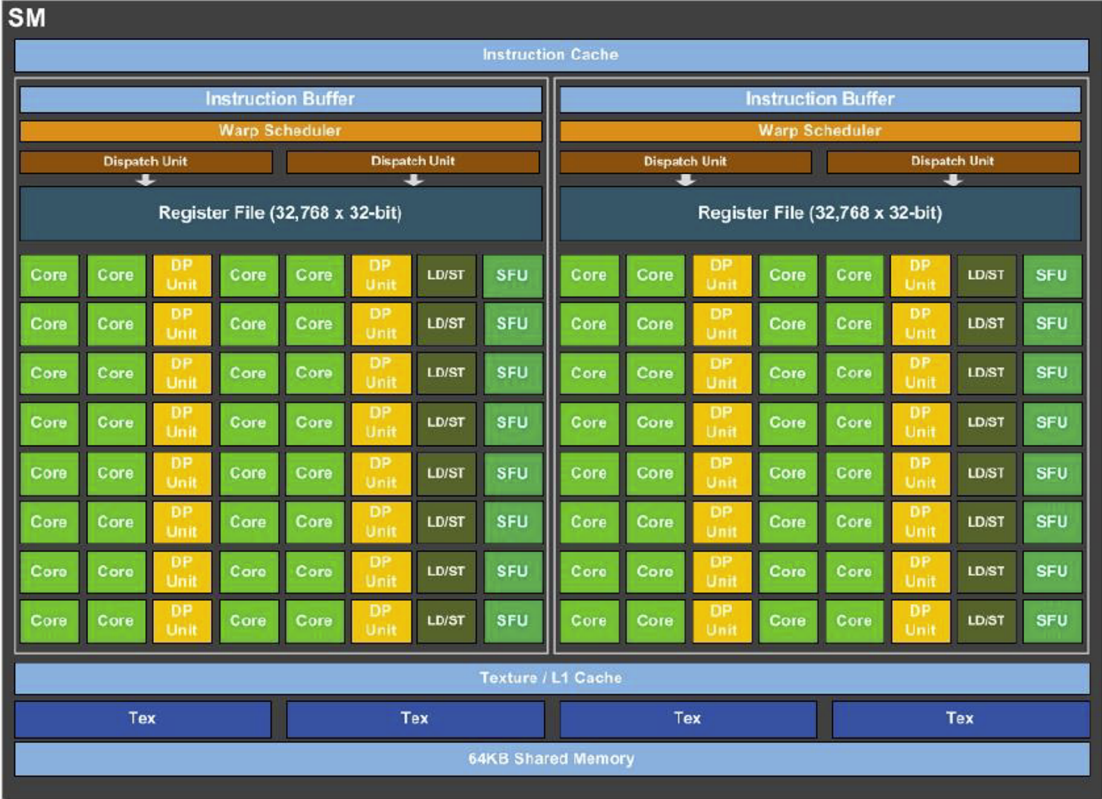 SM
Instruction Cache
Instruction Buffer Instruction Buffer
Warp Scheduler Warp Scheduler
Dispatch Unit Dispatch Unit Dispatch Unit Dispatch Unit
Register File (32,768 x 32-bit) Register File (32,768 x 32-bit)
Core Core DP Unit Core Core DP Unit LD/ST SFU Core Core DP Unit Core Core DP Unit LD/ST SFU
Core Core DP Unit Core Core DP Unit LD/ST SFU Core Core DP Unit Core Core DP Unit LD/ST SFU
Core Core DP Unit Core Core DP Unit LD/ST SFU Core Core DP Unit Core Core DP Unit LD/ST SFU
Core Core DP Unit Core Core DP Unit LD/ST SFU Core Core DP Unit Core Core DP Unit LD/ST SFU
Core Core DP Unit Core Core DP Unit LD/ST SFU Core Core DP Unit Core Core DP Unit LD/ST SFU
Core Core DP Unit Core Core DP Unit LD/ST SFU Core Core DP Unit Core Core DP Unit LD/ST SFU
Core Core DP Unit Core Core DP Unit LD/ST SFU Core Core DP Unit Core Core DP Unit LD/ST SFU
Core Core DP Unit Core Core DP Unit LD/ST SFU Core Core DP Unit Core Core DP Unit LD/ST SFU
Texture / L1 Cache
Tex Tex Tex Tex
64KB Shared Memory